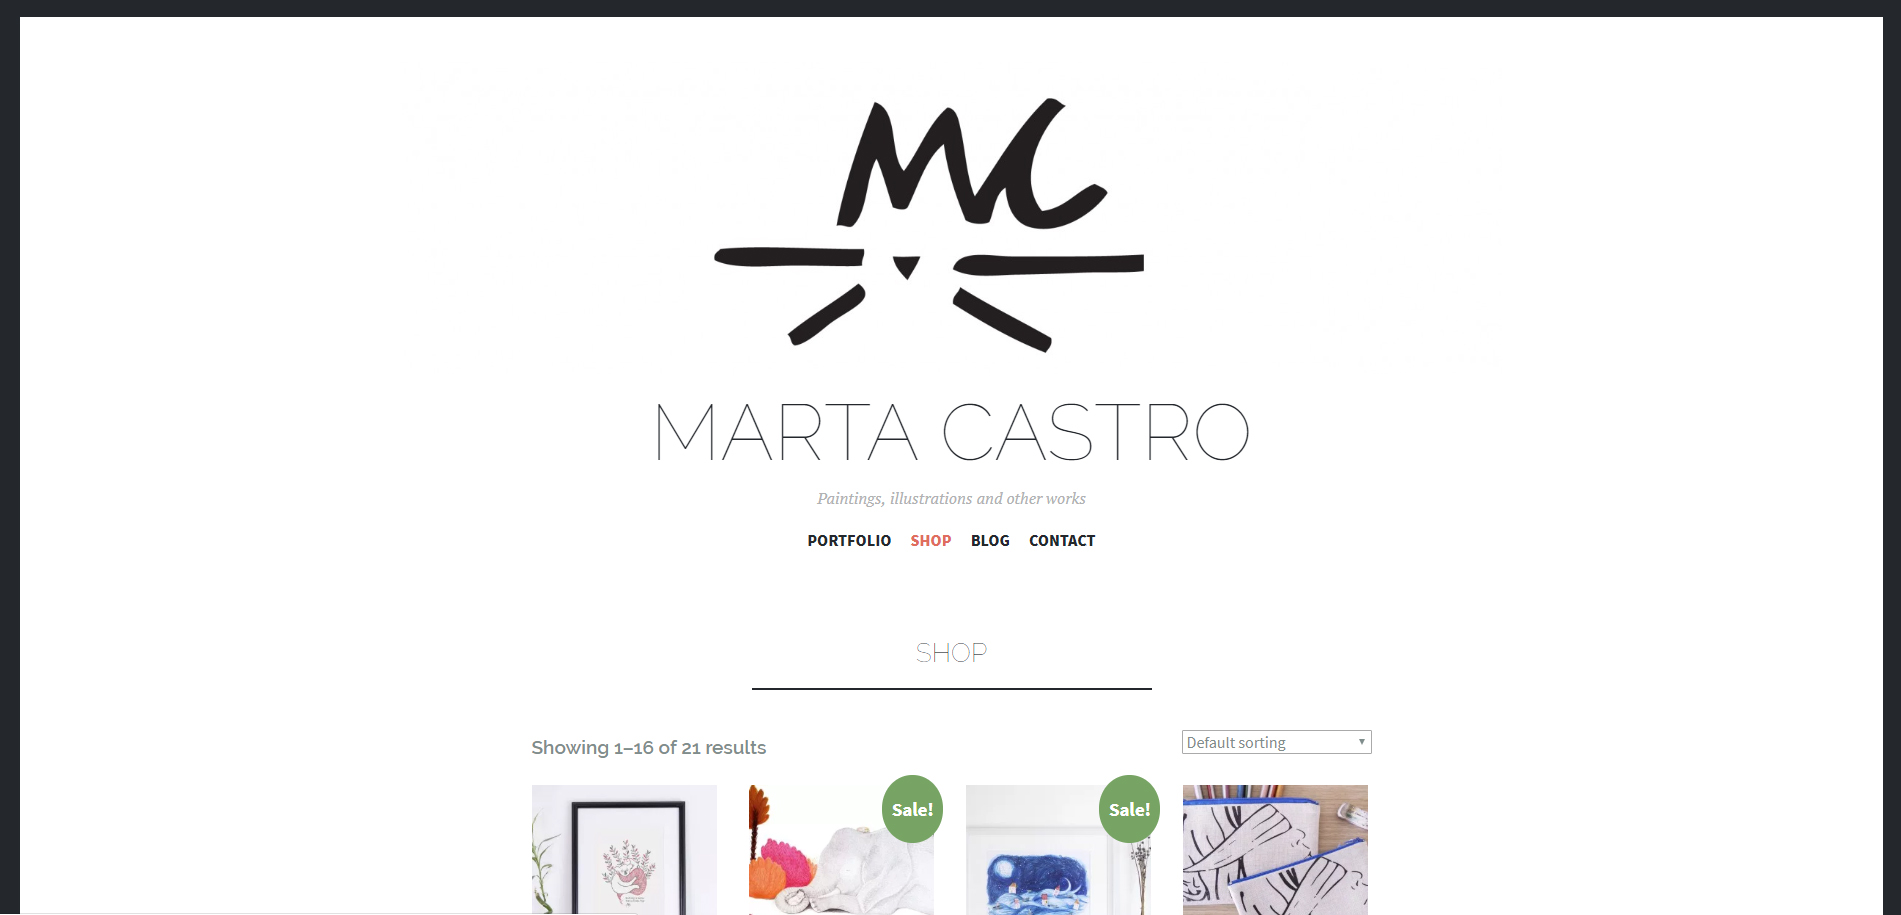 MC
MARTA CASTRO
Paintings, illustrations and other works
PORTFOLIO SHOP BLOG CONTACT
SHOP
Showing 1–16 of 21 results
Default sorting
Sale!
Sale!